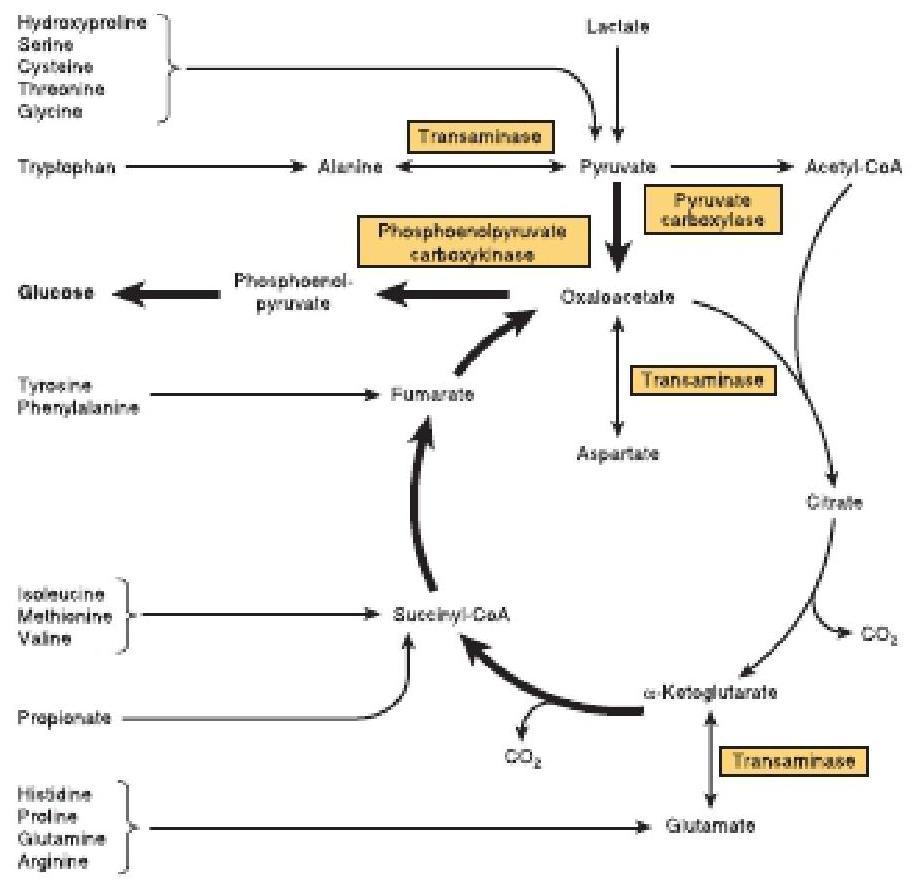 Hydroxyproline
Serine
Cysteine
Threonine
Glycine
Lactate
Transaminase
Tryptophan
Alanine
Pyruvate
Acetyl-CoA
Pyruvate
carboxylase
Phosphoenolpyruvate
carboxykinase
Glucose
Phosphoenol-
pyruvate
Oxaloacetate
Tyrosine
Phenylalanine
Fumarate
Transaminase
Aspartate
Citrate
Isoleucine
Methionine
Valine
Succinyl-CoA
CO₂
α-Ketoglutarate
Propionate
CO₂
Transaminase
Histidine
Proline
Glutamine
Arginine
Glutamate